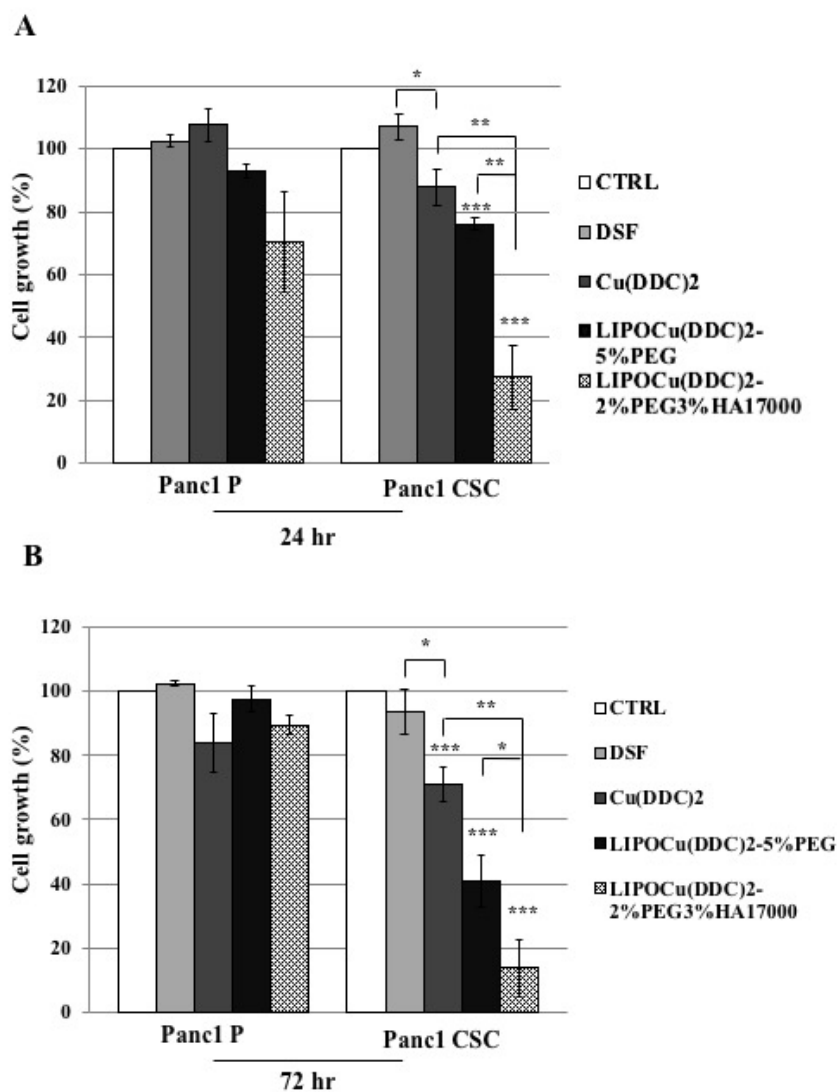 A
120
100
80
60
40
20
0
Cell growth (%)
*
**
**
***
***
Panc1 P
Panc1 CSC
24 hr
CTRL
DSF
Cu(DDC)2
LIPOCu(DDC)2-
5%PEG
LIPOCu(DDC)2-
2%PEG3%HA17000
B
120
100
80
60
40
20
0
Cell growth (%)
*
**
***
*
***
***
Panc1 P
Panc1 CSC
72 hr
CTRL
DSF
Cu(DDC)2
LIPOCu(DDC)2-5%PEG
LIPOCu(DDC)2-
2%PEG3%HA17000